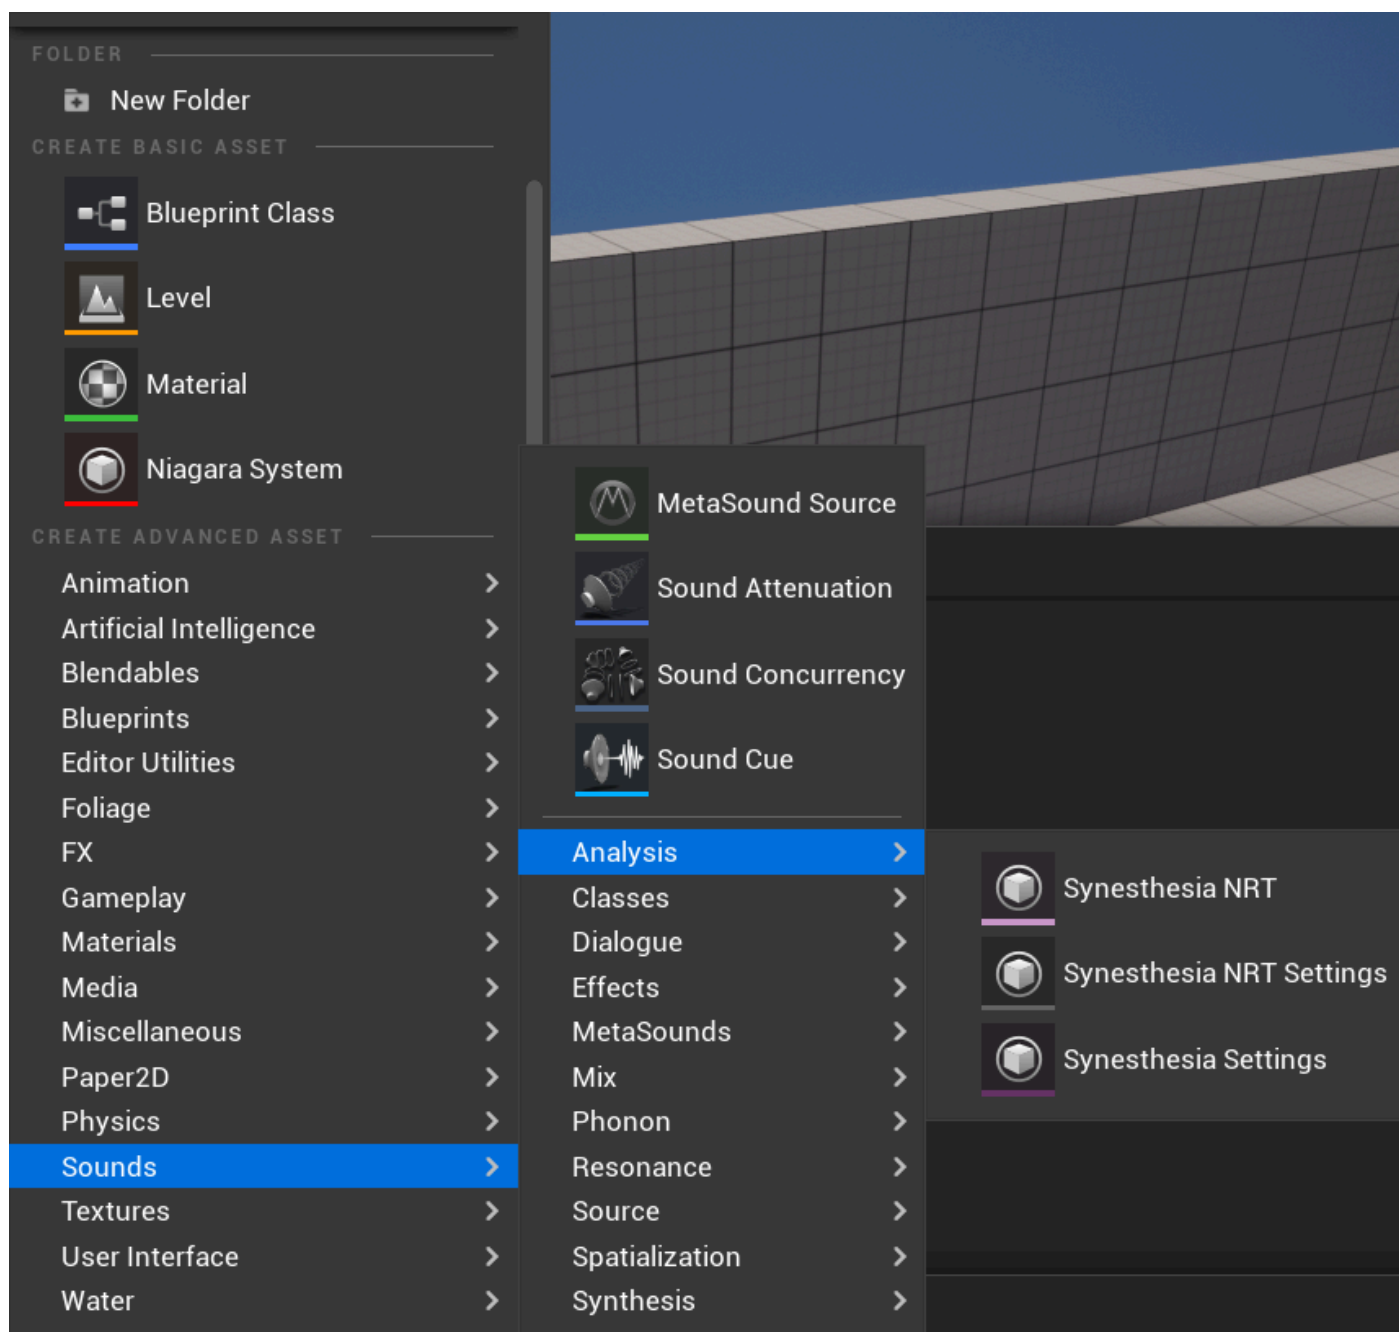 FOLDER
New Folder
CREATE BASIC ASSET
Blueprint Class
Level
Material
Niagara System
CREATE ADVANCED ASSET
Animation
Artificial Intelligence
Blendables
Blueprints
Editor Utilities
Foliage
FX
Gameplay
Materials
Media
Miscellaneous
Paper2D
Physics
Sounds
Textures
User Interface
Water
MetaSound Source
Sound Attenuation
Sound Concurrency
Sound Cue
Analysis
Classes
Dialogue
Effects
MetaSounds
Mix
Phonon
Resonance
Source
Spatialization
Synthesis
Synesthesia NRT
Synesthesia NRT Settings
Synesthesia Settings